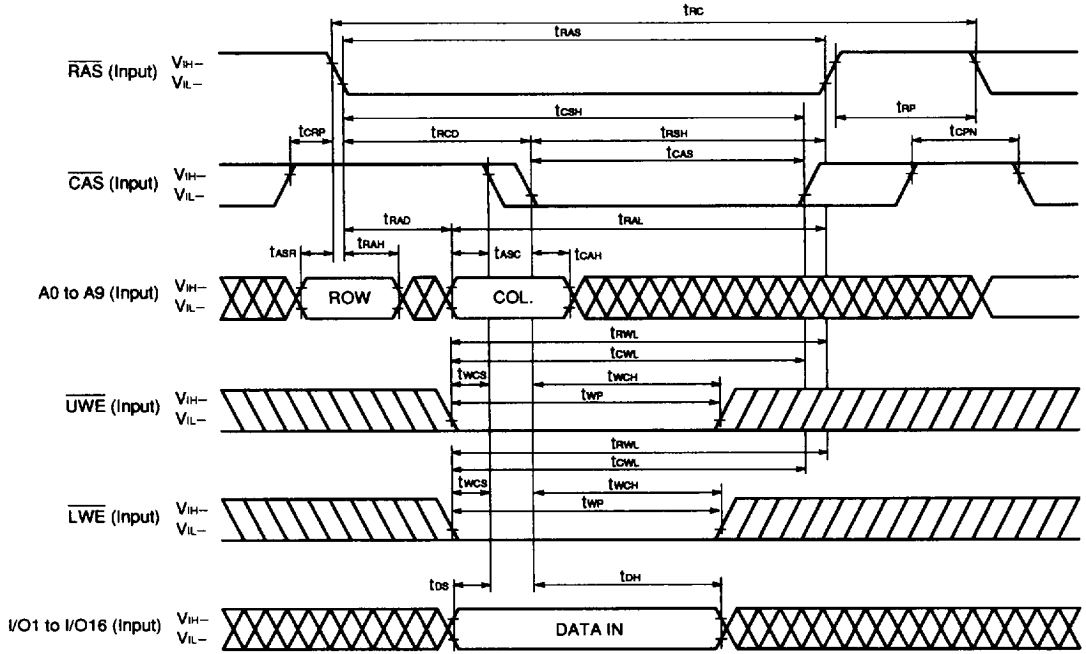 tRC
tRAS
RAS (Input) VIH–
VIL–
tCSH tRP
tCRP tRCD tRSH tCPN
tCAS
CAS (Input) VIH–
VIL–
tRAD tRAL
tASR tRAH tASC tCAH
A0 to A9 (Input) VIH–
VIL–
ROW COL.
tRWL
tCWL
tWCS tWCH
tWP
UWE (Input) VIH–
VIL–
tRWL
tCWL
tWCS tWCH
tWP
LWE (Input) VIH–
VIL–
tDS tDH
I/O1 to I/O16 (Input) VIH–
VIL–
DATA IN